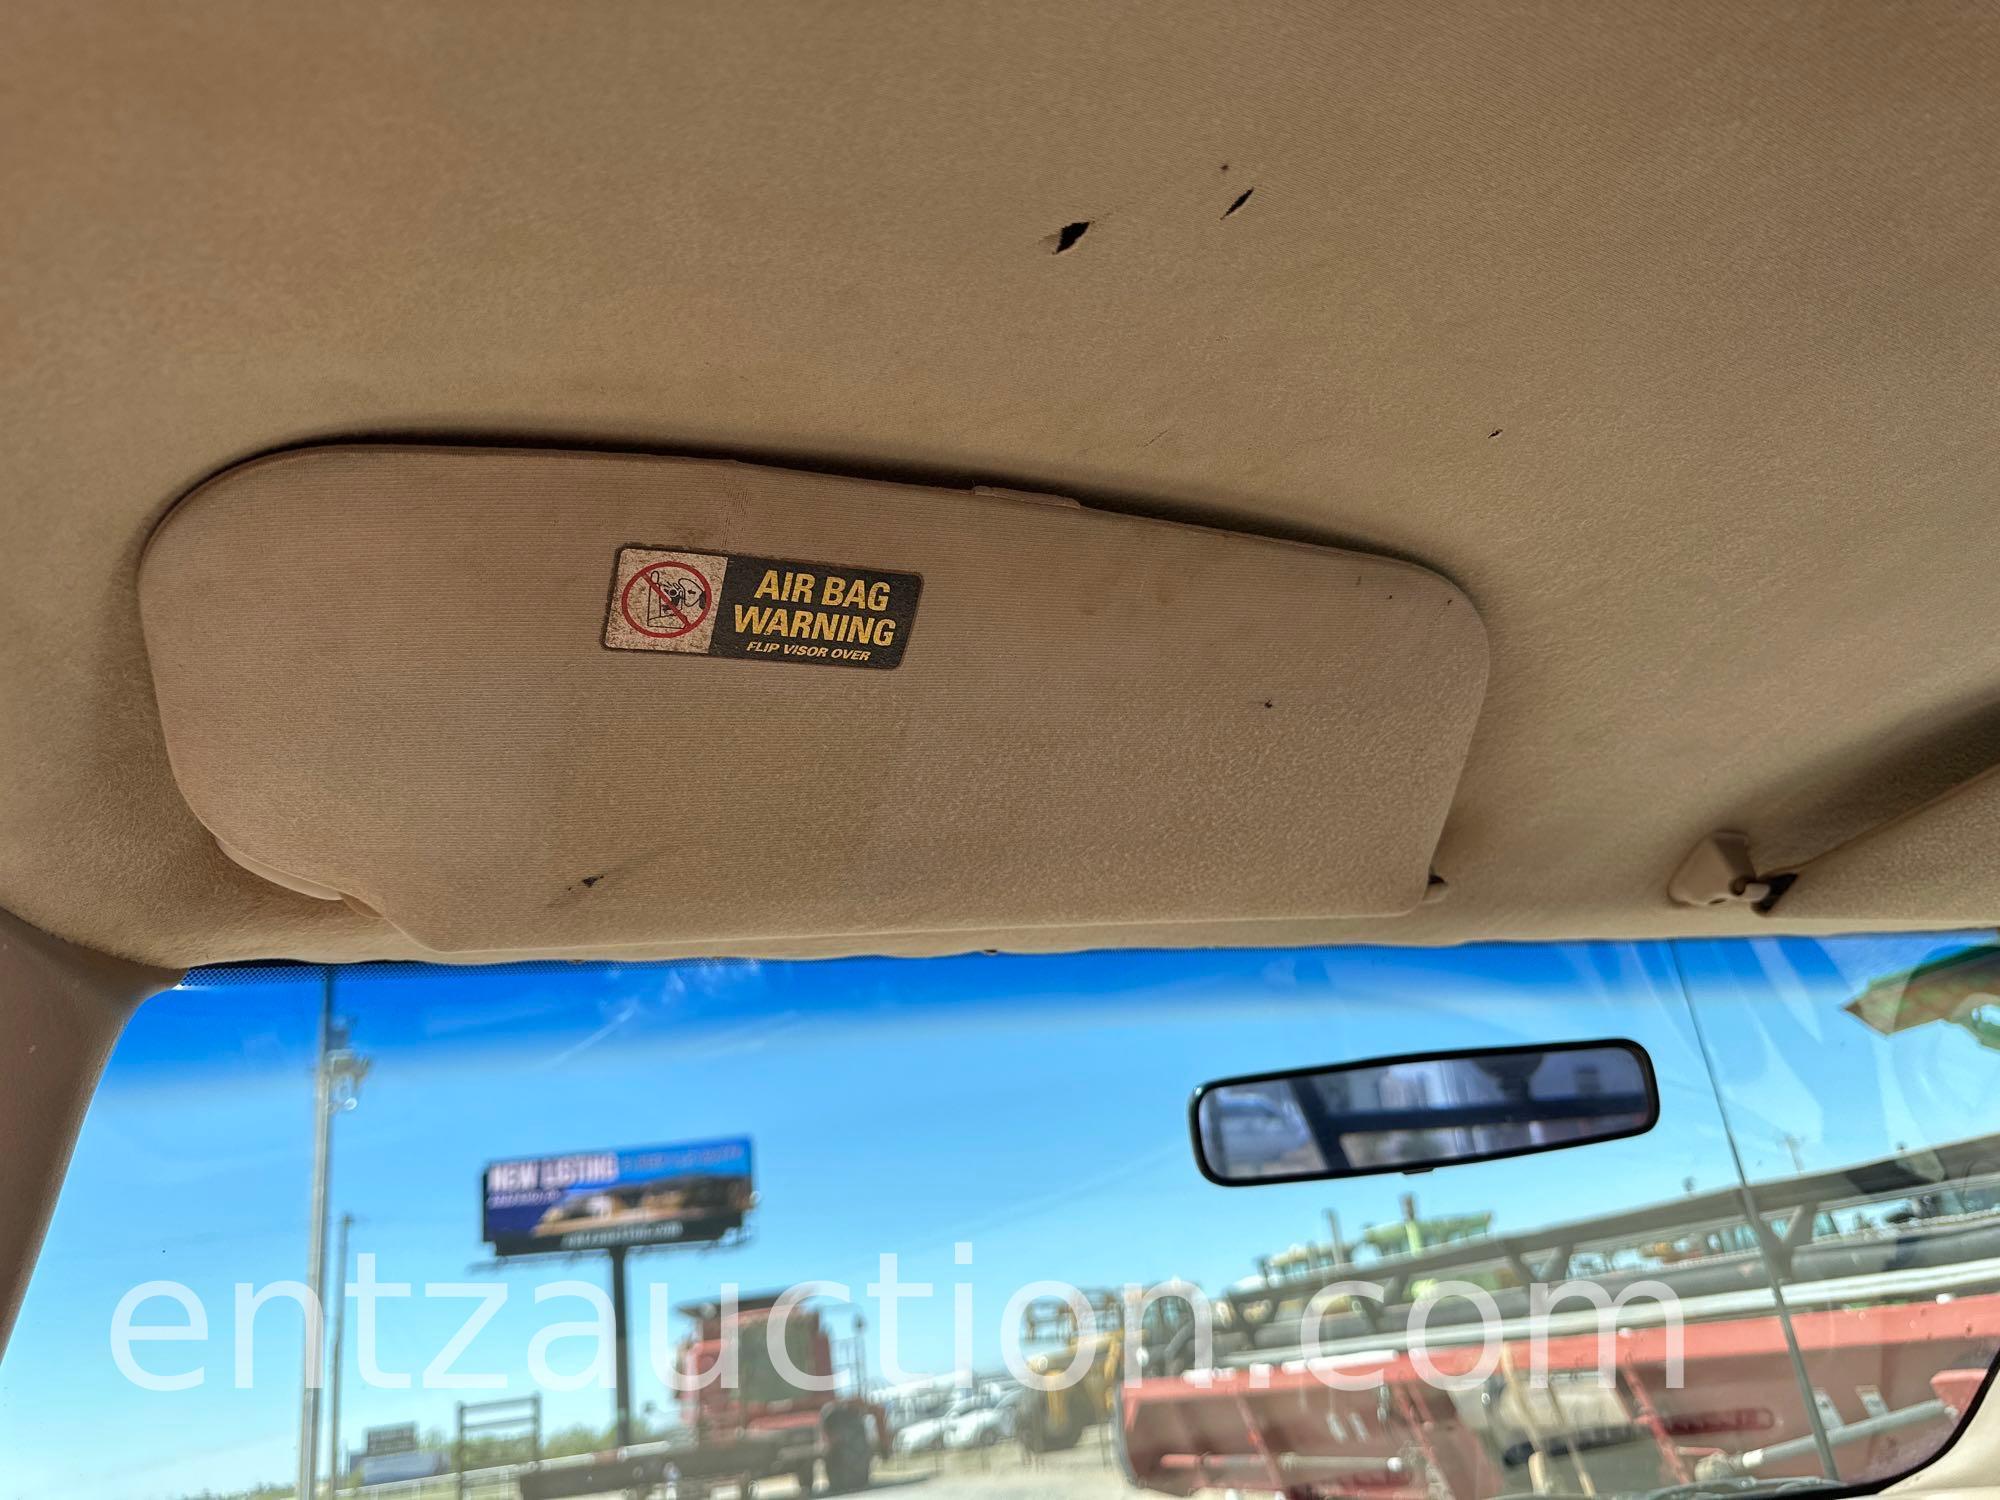 AIR BAG
WARNING
FLIP VISOR OVER
NEW LISTING
entzauction.com